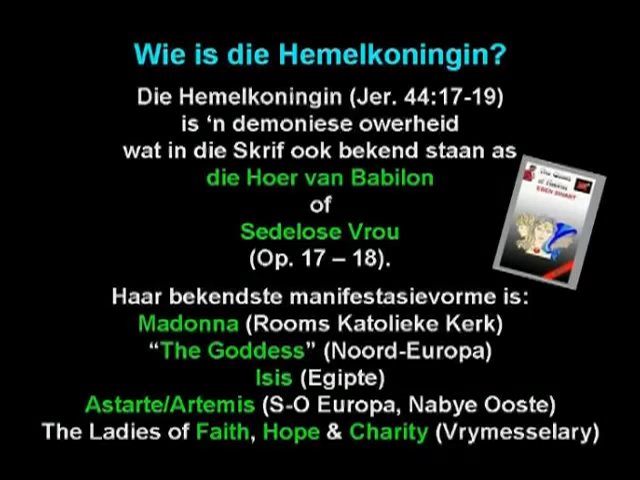 Wie is die Hemelkoningin?
Die Hemelkoningin (Jer. 44:17-19)
is ‘n demoniese owerheid
wat in die Skrif ook bekend staan as
die Hoer van Babilon
of
Sedelose Vrou
(Op. 17 – 18).
Haar bekendste manifestasievorme is:
Madonna (Rooms Katolieke Kerk)
“The Goddess” (Noord-Europa)
Isis (Egipte)
Astarte/Artemis (S-O Europa, Nabye Ooste)
The Ladies of Faith, Hope & Charity (Vrymesselary)